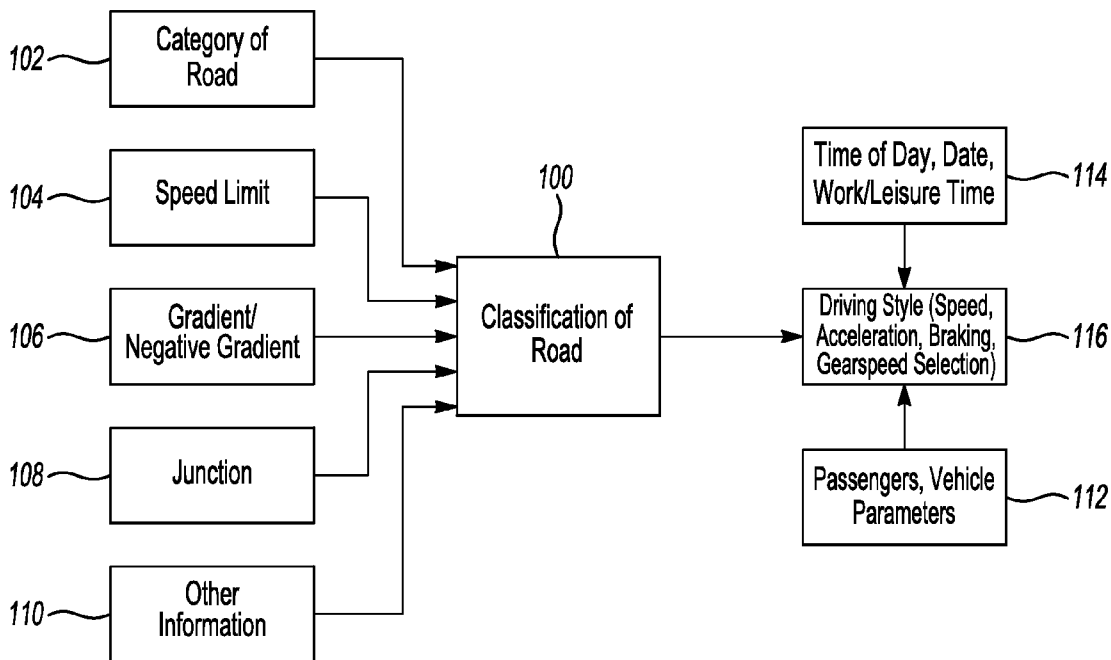 102
Category of
Road
104
Speed Limit
106
Gradient/
Negative Gradient
108
Junction
110
Other
Information
100
Classification of
Road
Time of Day, Date,
Work/Leisure Time
114
Driving Style (Speed,
Acceleration, Braking,
Gearspeed Selection)
116
Passengers, Vehicle
Parameters
112